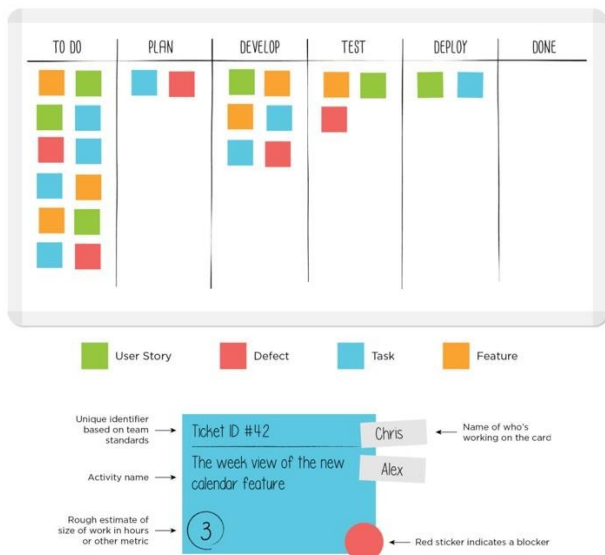 TO DO
PLAN
DEVELOP
TEST
DEPLOY
DONE
User Story
Defect
Task
Feature
Unique identifier
based on team
standards
Ticket ID #42
Chris
Name of who's
working on the card
Activity name
The week view of the new
calendar feature
Alex
Rough estimate of
size of work in hours
or other metric
3
Red sticker indicates a blocker